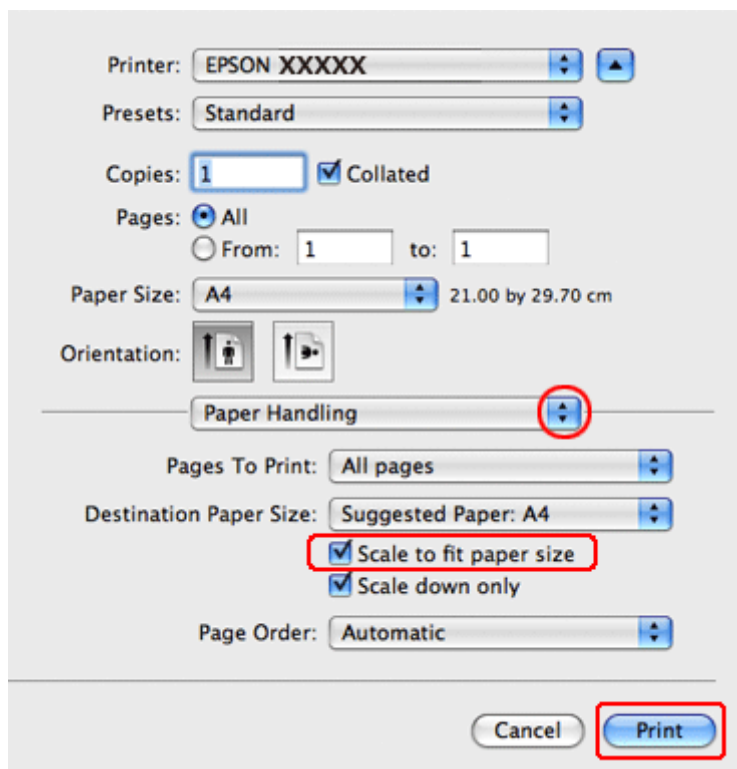 Printer: EPSON XXXXX
Presets: Standard
Copies: 1 Collated
Pages: All
From: 1 to: 1
Paper Size: A4 21.00 by 29.70 cm
Orientation:
Paper Handling
Pages To Print: All pages
Destination Paper Size: Suggested Paper: A4
Scale to fit paper size
Scale down only
Page Order: Automatic
Cancel Print